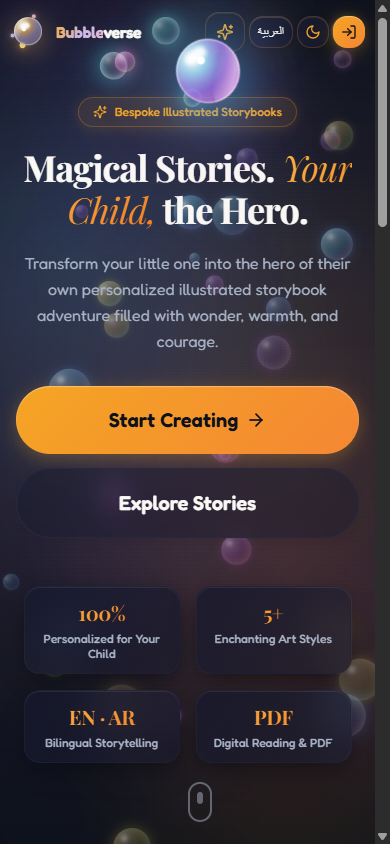 Bubbleverse
العربية
Bespoke Illustrated Storybooks
Magical Stories. Your
Child, the Hero.
Transform your little one into the hero of their
own personalized illustrated storybook
adventure filled with wonder, warmth, and
courage.
Start Creating →
Explore Stories
100%
Personalized for Your
Child
5+
Enchanting Art Styles
EN · AR
Bilingual Storytelling
PDF
Digital Reading & PDF